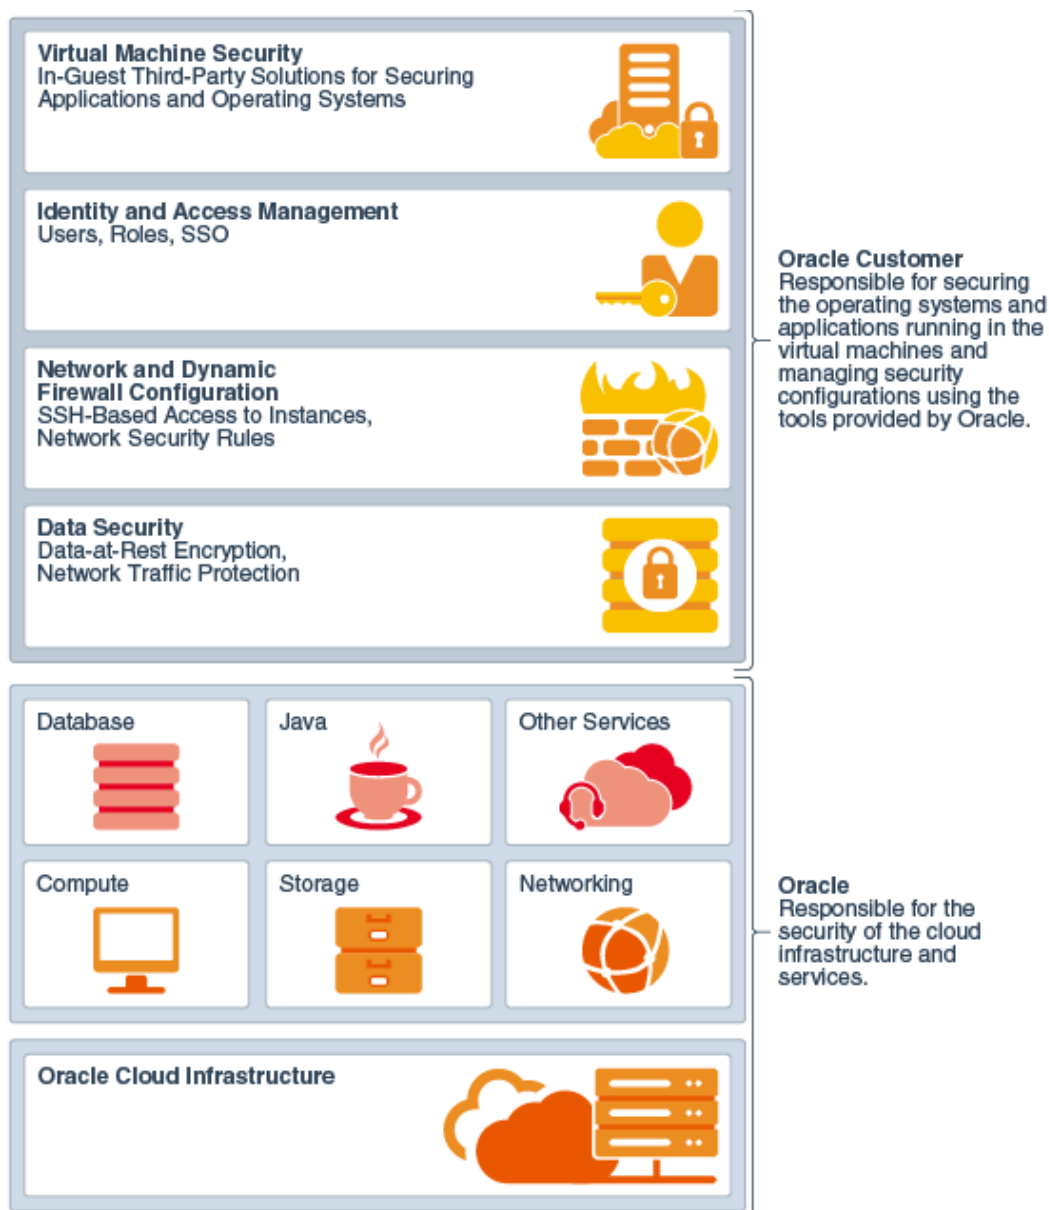 Virtual Machine Security
In-Guest Third-Party Solutions for Securing
Applications and Operating Systems
Identity and Access Management
Users, Roles, SSO
Network and Dynamic
Firewall Configuration
SSH-Based Access to Instances,
Network Security Rules
Data Security
Data-at-Rest Encryption,
Network Traffic Protection
Oracle Customer
Responsible for securing
the operating systems and
applications running in the
virtual machines and
managing security
configurations using the
tools provided by Oracle.
Database
Java
Other Services
Compute
Storage
Networking
Oracle
Responsible for the
security of the cloud
infrastructure and
services.
Oracle Cloud Infrastructure